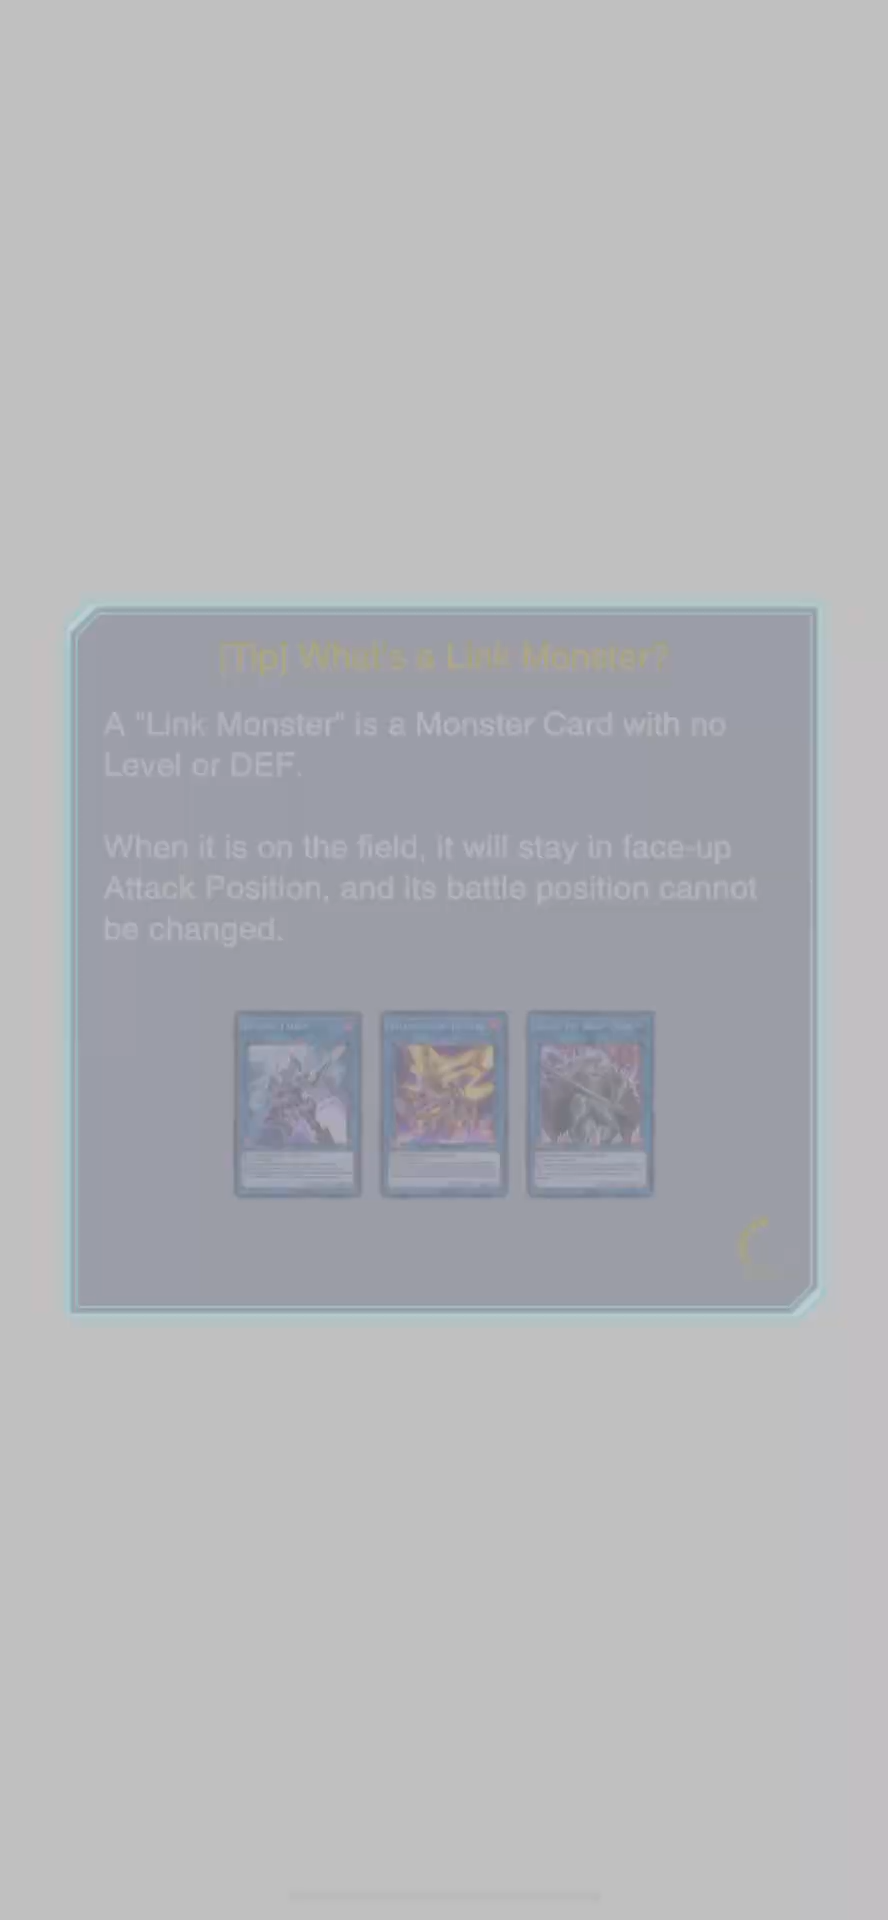 [Tip] What's a Link Monster?
A "Link Monster" is a Monster Card with no
Level or DEF.
When it is on the field, it will stay in face-up
Attack Position, and its battle position cannot
be changed.